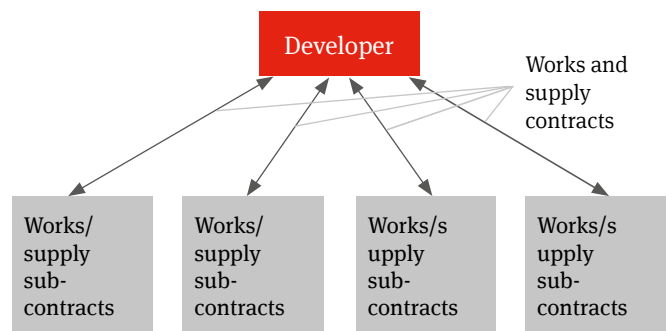 Developer
Works and
supply
contracts
Works/
supply
sub-
contracts
Works/
supply
sub-
contracts
Works/s
upply
sub-
contracts
Works/s
upply
sub-
contracts